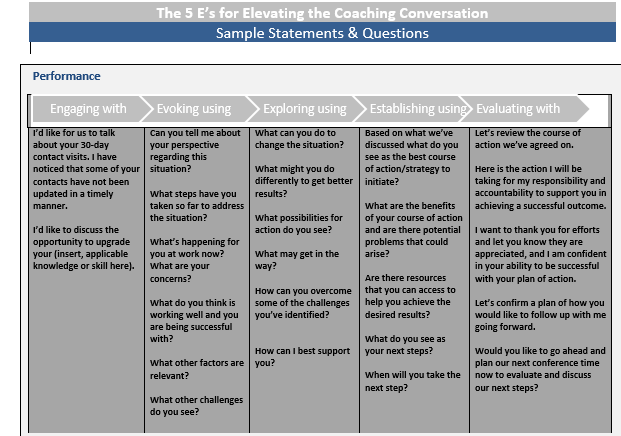 The 5 E's for Elevating the Coaching Conversation
Sample Statements & Questions
Performance
Engaging with
Evoking using
Exploring using
Establishing using
Evaluating with
I'd like for us to talk
about your 30-day
contact visits. I have
noticed that some of your
contacts have not been
updated in a timely
manner.
I'd like to discuss the
opportunity to upgrade
your (insert, applicable
knowledge or skill here).
Can you tell me about
your perspective
regarding this
situation?
What steps have you
taken so far to address
the situation?
What's happening for
you at work now?
What are your
concerns?
What do you think is
working well and you
are being successful
with?
What other factors are
relevant?
What other challenges
do you see?
What can you do to
change the situation?
What might you do
differently to get better
results?
What possibilities for
action do you see?
What may get in the
way?
How can you overcome
some of the challenges
you've identified?
How can I best support
you?
Based on what we've
discussed what do you
see as the best course
of action/strategy to
initiate?
What are the benefits
of your course of action
and are there potential
problems that could
arise?
Are there resources
that you can access to
help you achieve the
desired results?
What do you see as
your next steps?
When will you take the
next step?
Let's review the course of
action we've agreed on.
Here is the action I will be
taking for my responsibility and
accountability to support you in
achieving a successful outcome.
I want to thank you for efforts
and let you know they are
appreciated, and I am confident
in your ability to be successful
with your plan of action.
Let's confirm a plan of how you
would like to follow up with me
going forward.
Would you like to go ahead and
plan our next conference time
now to evaluate and discuss
our next steps?